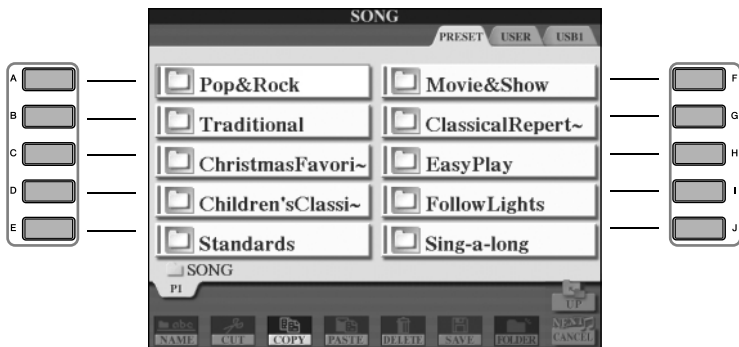 SONG
PRESET USER USB1
A Pop&Rock Movie&Show F
B Traditional ClassicalRepert~ G
C ChristmasFavori~ EasyPlay H
D Children'sClassi~ FollowLights I
E Standards Sing-a-long J
SONG
P1
UP
abc NEXT
NAME CUT COPY PASTE DELETE SAVE FOLDER CANCEL